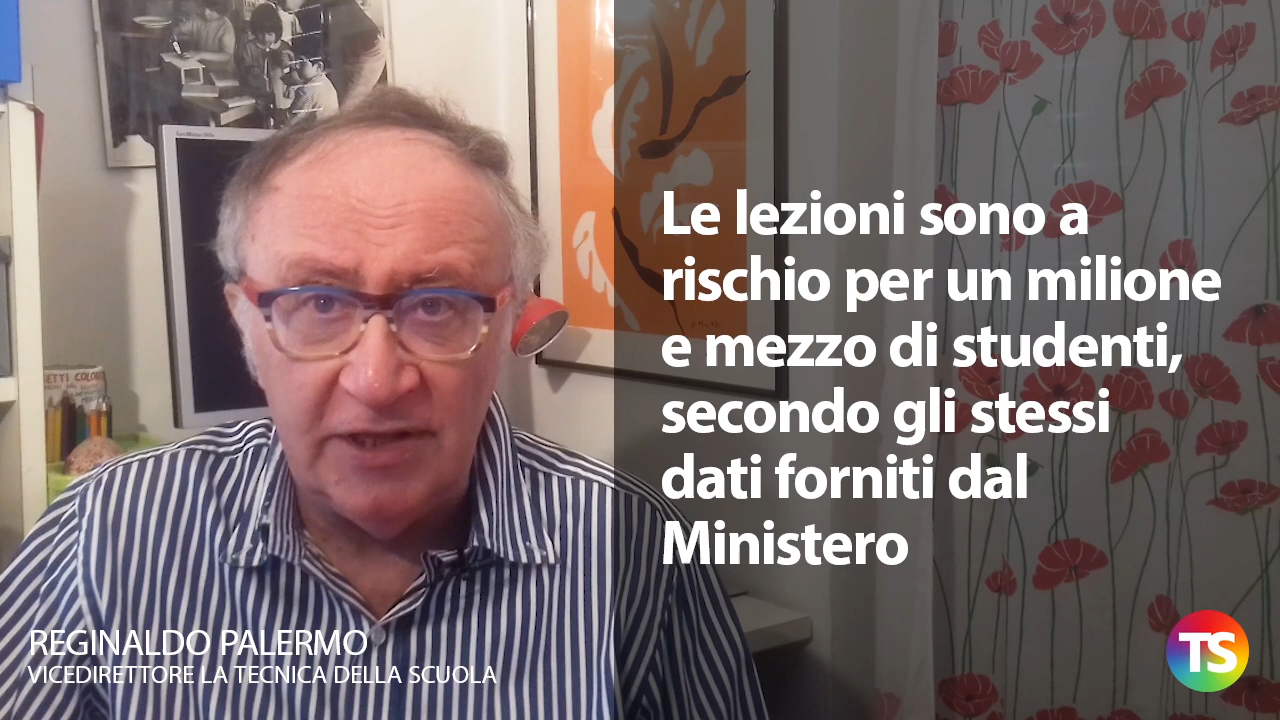 Le lezioni sono a
rischio per un milione
e mezzo di studenti,
secondo gli stessi
dati forniti dal
Ministero
REGINALDO PALERMO
VICEDIRETTORE LA TECNICA DELLA SCUOLA
TS